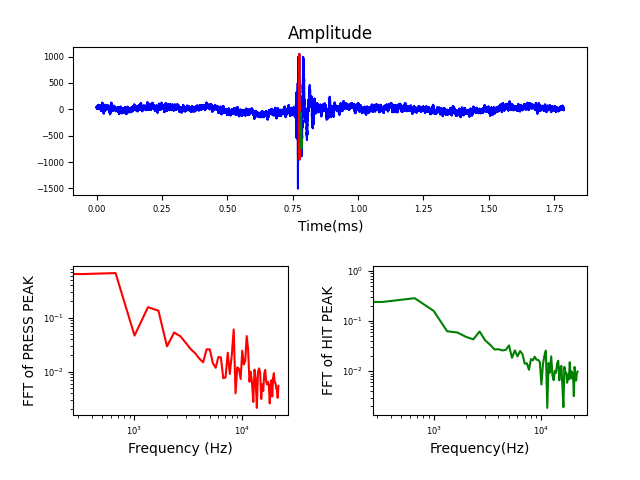 Amplitude
1000
500
0
−500
−1000
−1500
0.00 0.25 0.50 0.75 1.00 1.25 1.50 1.75
Time(ms)
FFT of PRESS PEAK
10⁻¹
10⁻²
10³ 10⁴
Frequency (Hz)
FFT of HIT PEAK
10⁰
10⁻¹
10⁻²
10³ 10⁴
Frequency(Hz)